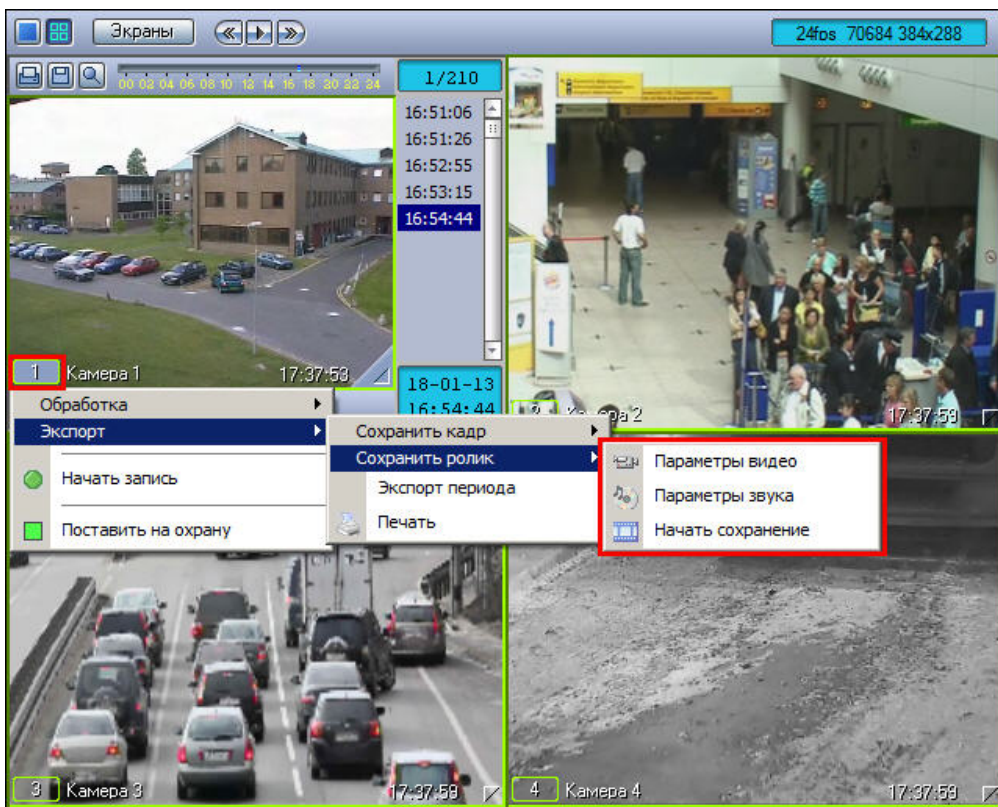 Экраны
24fps 70684 384x288
00 02 04 06 08 10 12 14 16 18 20 22 24
1/210
16:51:06
16:51:26
16:52:55
16:53:15
16:54:44
1 Камера 1 17:37:53
18-01-13
16:54:44
2 Камера 2 17:37:59
Обработка
Экспорт
Начать запись
Поставить на охрану
Сохранить кадр
Сохранить ролик
Экспорт периода
Печать
Параметры видео
Параметры звука
Начать сохранение
3 Камера 3 17:37:59
4 Камера 4 17:37:59